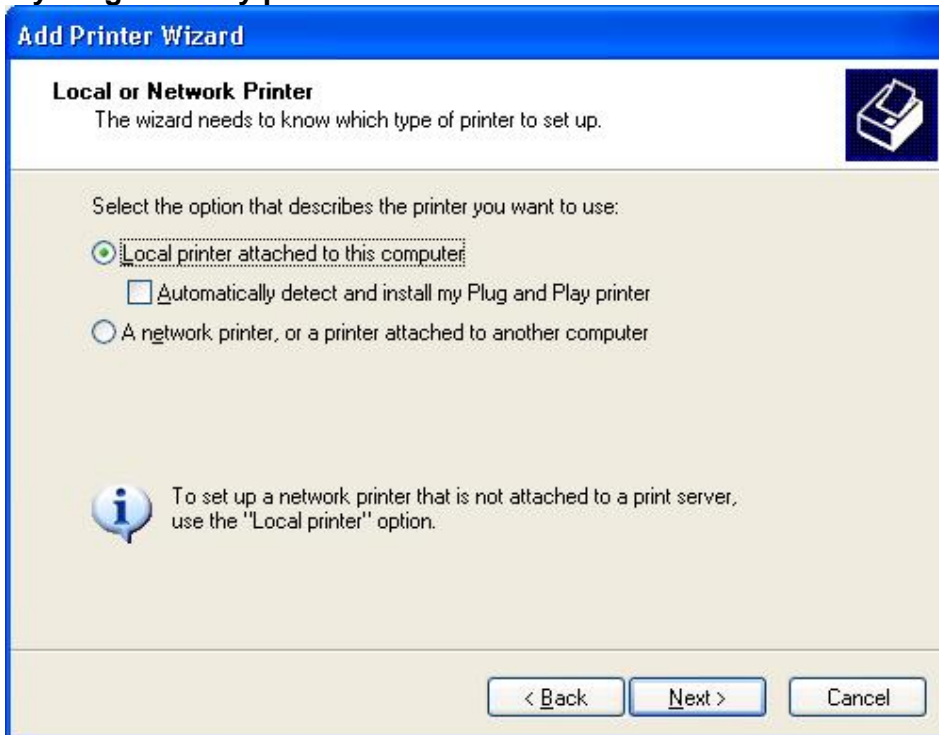 Add Printer Wizard
Local or Network Printer
The wizard needs to know which type of printer to set up.
Select the option that describes the printer you want to use:
Local printer attached to this computer
Automatically detect and install my Plug and Play printer
A network printer, or a printer attached to another computer
To set up a network printer that is not attached to a print server,
use the "Local printer" option.
< Back Next > Cancel